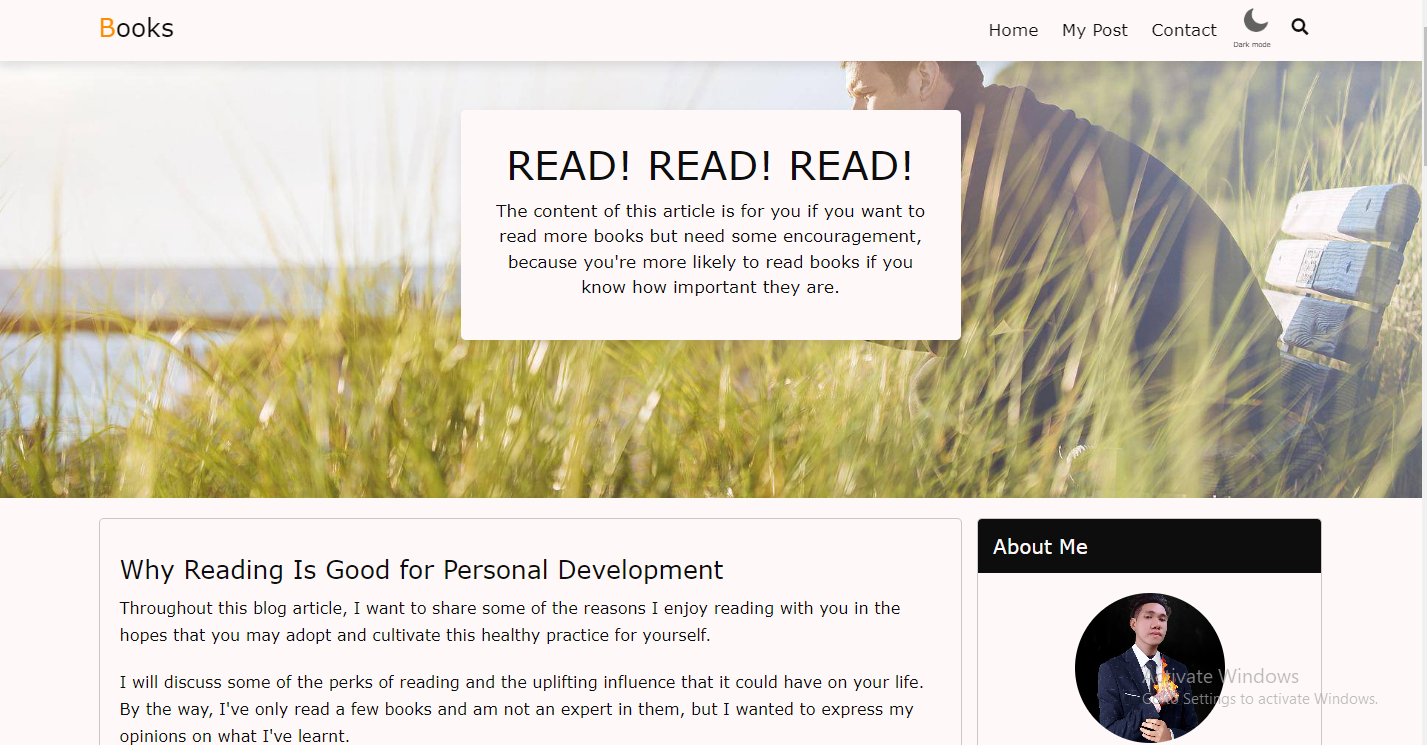 Books
Home My Post Contact
Dark mode
READ! READ! READ!
The content of this article is for you if you want to
read more books but need some encouragement,
because you're more likely to read books if you
know how important they are.
Why Reading Is Good for Personal Development
Throughout this blog article, I want to share some of the reasons I enjoy reading with you in the
hopes that you may adopt and cultivate this healthy practice for yourself.
I will discuss some of the perks of reading and the uplifting influence that it could have on your life.
By the way, I've only read a few books and am not an expert in them, but I wanted to express my
opinions on what I've learnt.
About Me
Activate Windows
Go to Settings to activate Windows.